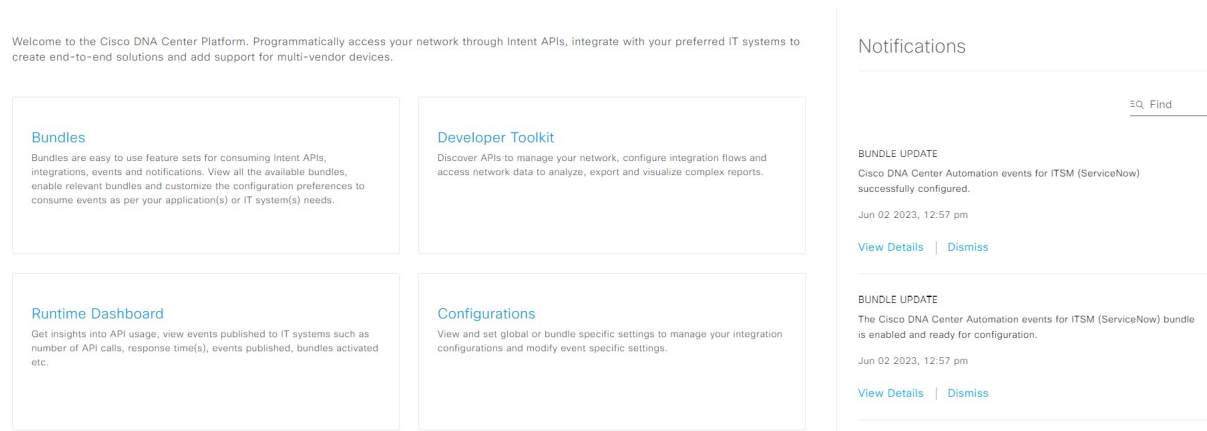 Welcome to the Cisco DNA Center Platform. Programmatically access your network through Intent APIs, integrate with your preferred IT systems to
create end-to-end solutions and add support for multi-vendor devices.
Bundles
Bundles are easy to use feature sets for consuming Intent APIs,
integrations, events and notifications. View all the available bundles,
enable relevant bundles and customize the configuration preferences to
consume events as per your application(s) or IT system(s) needs.
Developer Toolkit
Discover APIs to manage your network, configure integration flows and
access network data to analyze, export and visualize complex reports.
Runtime Dashboard
Get insights into API usage, view events published to IT systems such as
number of API calls, response time(s), events published, bundles activated
etc.
Configurations
View and set global or bundle specific settings to manage your integration
configurations and modify event specific settings.
Notifications
Find
BUNDLE UPDATE
Cisco DNA Center Automation events for ITSM (ServiceNow)
successfully configured.
Jun 02 2023, 12:57 pm
View Details | Dismiss
BUNDLE UPDATE
The Cisco DNA Center Automation events for ITSM (ServiceNow) bundle
is enabled and ready for configuration.
Jun 02 2023, 12:57 pm
View Details | Dismiss